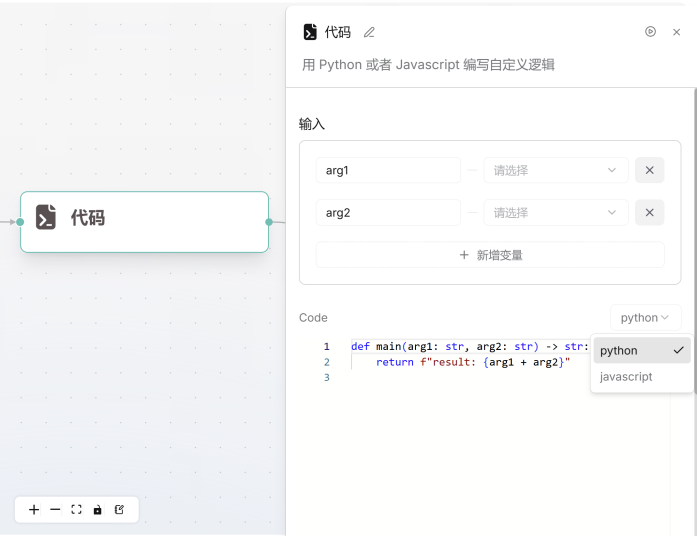 代码
用 Python 或者 Javascript 编写自定义逻辑
输入
arg1
请选择
arg2
请选择
代码
新增变量
Code
python
1 def main(arg1: str, arg2: str) -> str:
2 return f"result: {arg1 + arg2}"
3
python
javascript